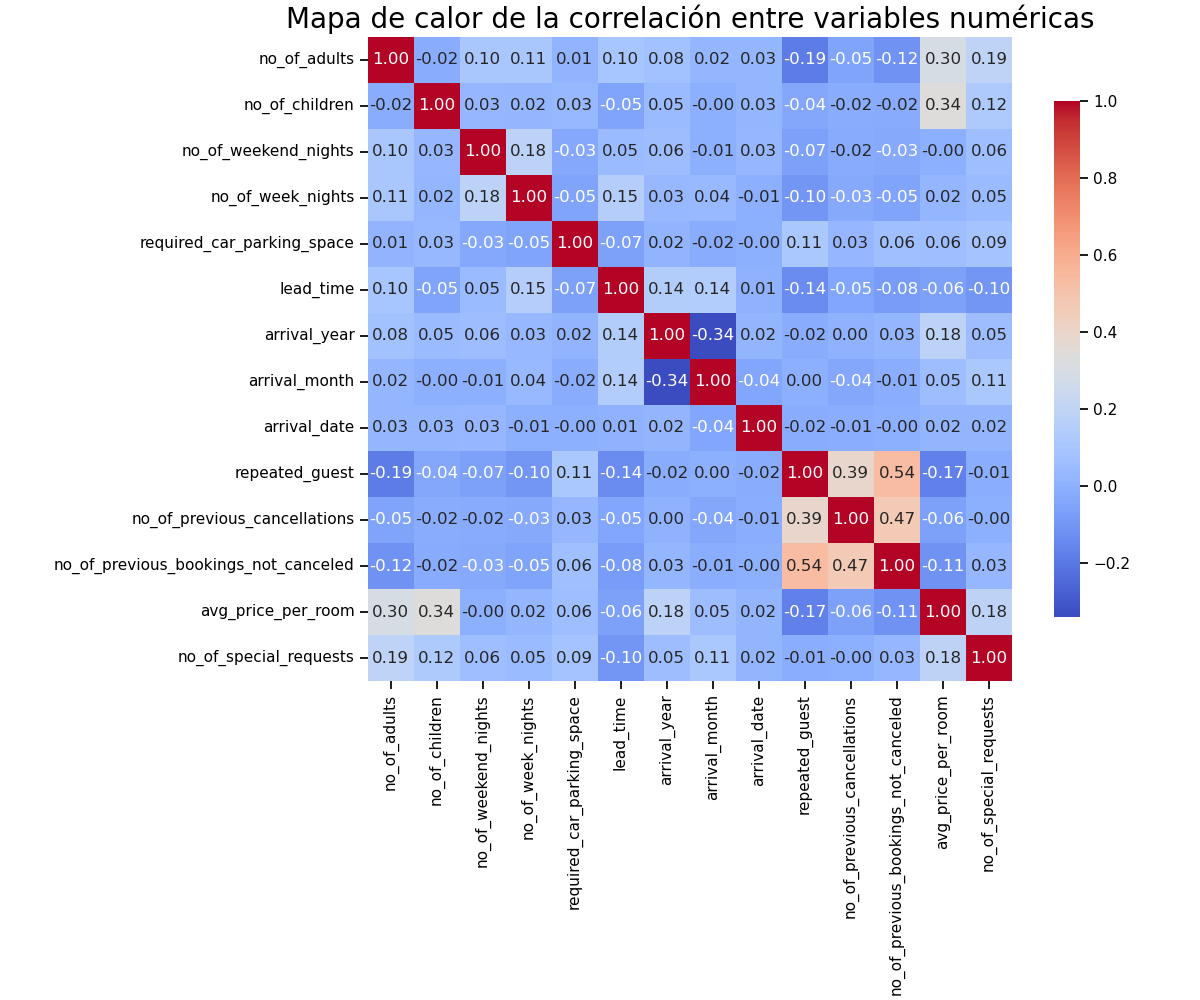 Mapa de calor de la correlación entre variables numéricas
no_of_adults 1.00 -0.02 0.10 0.11 0.01 0.10 0.08 0.02 0.03 -0.19 -0.05 -0.12 0.30 0.19
no_of_children -0.02 1.00 0.03 0.02 0.03 -0.05 0.05 -0.00 0.03 -0.04 -0.02 -0.02 0.34 0.12
no_of_weekend_nights 0.10 0.03 1.00 0.18 -0.03 0.05 0.06 -0.01 0.03 -0.07 -0.02 -0.03 -0.00 0.06
no_of_week_nights 0.11 0.02 0.18 1.00 -0.05 0.15 0.03 0.04 -0.01 -0.10 -0.03 -0.05 0.02 0.05
required_car_parking_space 0.01 0.03 -0.03 -0.05 1.00 -0.07 0.02 -0.02 -0.00 0.11 0.03 0.06 0.06 0.09
lead_time 0.10 -0.05 0.05 0.15 -0.07 1.00 0.14 0.14 0.01 -0.14 -0.05 -0.08 -0.06 -0.10
arrival_year 0.08 0.05 0.06 0.03 0.02 0.14 1.00 -0.34 0.02 -0.02 0.00 0.03 0.18 0.05
arrival_month 0.02 -0.00 -0.01 0.04 -0.02 0.14 -0.34 1.00 -0.04 0.00 -0.04 -0.01 0.05 0.11
arrival_date 0.03 0.03 0.03 -0.01 -0.00 0.01 0.02 -0.04 1.00 -0.02 -0.01 -0.00 0.02 0.02
repeated_guest -0.19 -0.04 -0.07 -0.10 0.11 -0.14 -0.02 0.00 -0.02 1.00 0.39 0.54 -0.17 -0.01
no_of_previous_cancellations -0.05 -0.02 -0.02 -0.03 0.03 -0.05 0.00 -0.04 -0.01 0.39 1.00 0.47 -0.06 -0.00
no_of_previous_bookings_not_canceled -0.12 -0.02 -0.03 -0.05 0.06 -0.08 0.03 -0.01 -0.00 0.54 0.47 1.00 -0.11 0.03
avg_price_per_room 0.30 0.34 -0.00 0.02 0.06 -0.06 0.18 0.05 0.02 -0.17 -0.06 -0.11 1.00 0.18
no_of_special_requests 0.19 0.12 0.06 0.05 0.09 -0.10 0.05 0.11 0.02 -0.01 -0.00 0.03 0.18 1.00
no_of_adults
no_of_children
no_of_weekend_nights
no_of_week_nights
required_car_parking_space
lead_time
arrival_year
arrival_month
arrival_date
repeated_guest
no_of_previous_cancellations
no_of_previous_bookings_not_canceled
avg_price_per_room
no_of_special_requests
1.0
0.8
0.6
0.4
0.2
0.0
−0.2